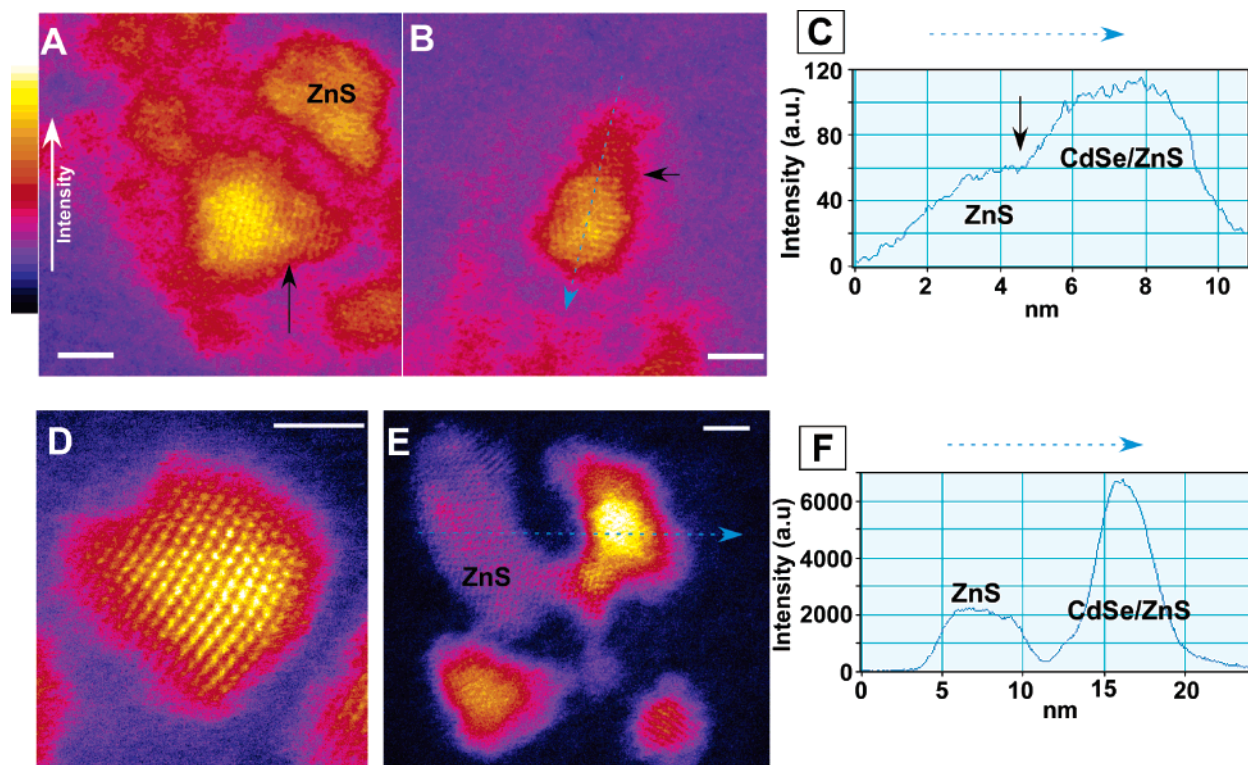 A
ZnS
Intensity
B
C
Intensity (a.u.)
120
80
40
0
ZnS
CdSe/ZnS
0 2 4 6 8 10
nm
D
E
ZnS
F
Intensity (a.u)
6000
4000
2000
0
ZnS
CdSe/ZnS
0 5 10 15 20
nm